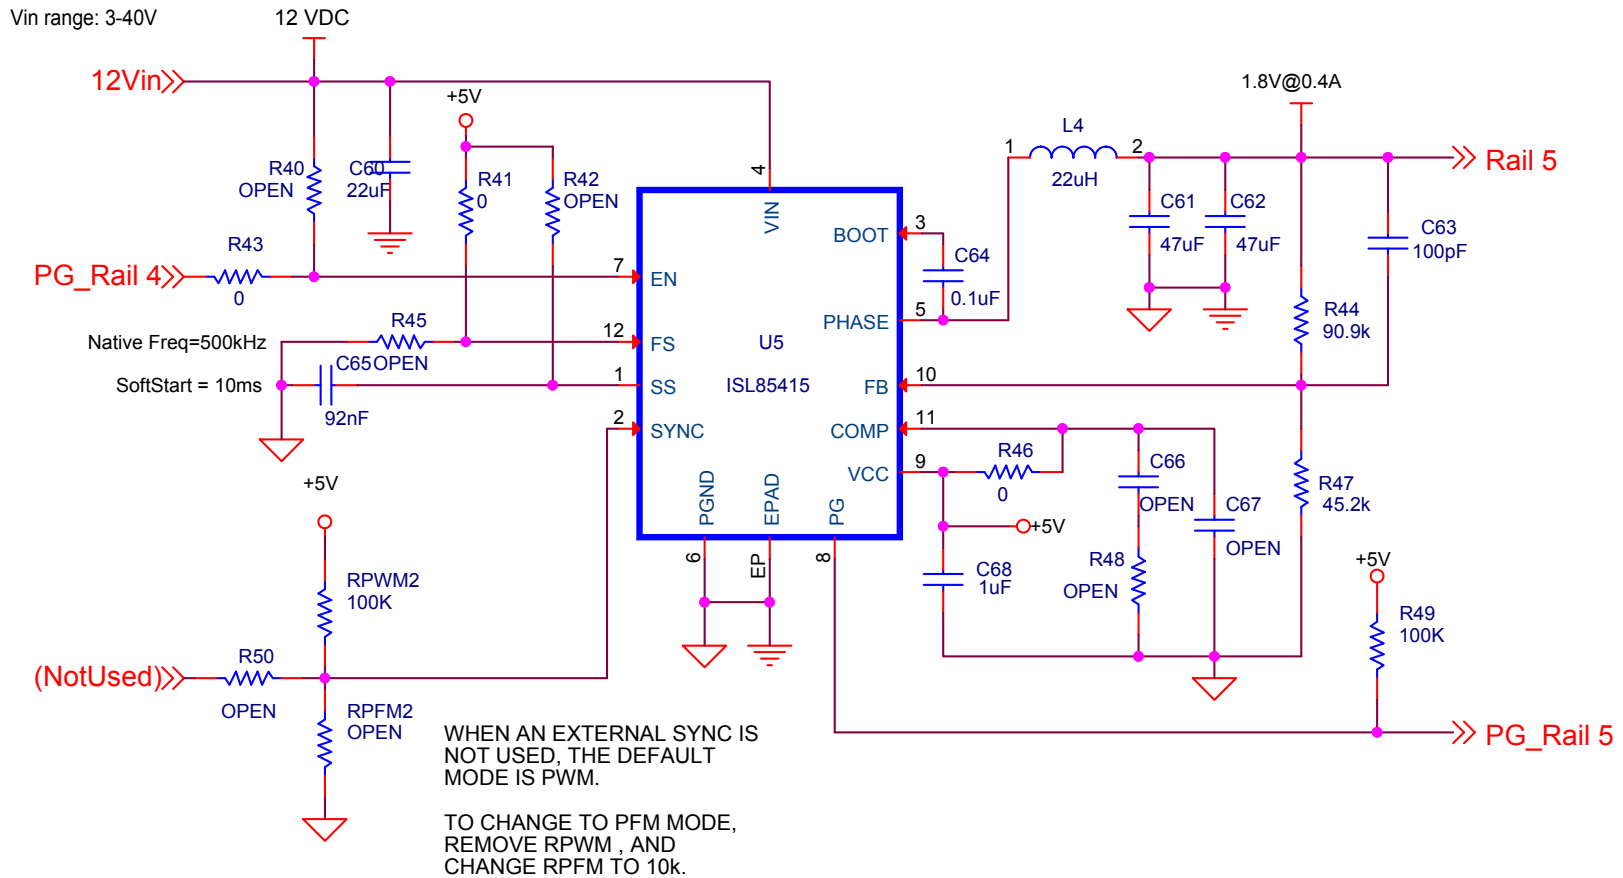 Vin range: 3-40V
12 VDC
12Vin
+5V
1.8V@0.4A
R40
OPEN
C60
22uF
R41
0
R42
OPEN
4
VIN
1
L4
2
22uH
Rail 5
C61
47uF
C62
47uF
C63
100pF
BOOT
3
C64
0.1uF
R43
0
PG_Rail 4
7
EN
PHASE
5
R44
90.9k
Native Freq=500kHz
R45
OPEN
12
FS
U5
ISL85415
SoftStart = 10ms
C65
92nF
1
SS
FB
10
2
SYNC
COMP
11
VCC
9
R46
0
C66
OPEN
R47
45.2k
C67
OPEN
PGND
EPAD
PG
6
EP
8
+5V
C68
1uF
R48
OPEN
+5V
RPWM2
100K
+5V
R49
100K
(NotUsed)
R50
OPEN
RPFM2
OPEN
PG_Rail 5
WHEN AN EXTERNAL SYNC IS
NOT USED, THE DEFAULT
MODE IS PWM.
TO CHANGE TO PFM MODE,
REMOVE RPWM , AND
CHANGE RPFM TO 10k.